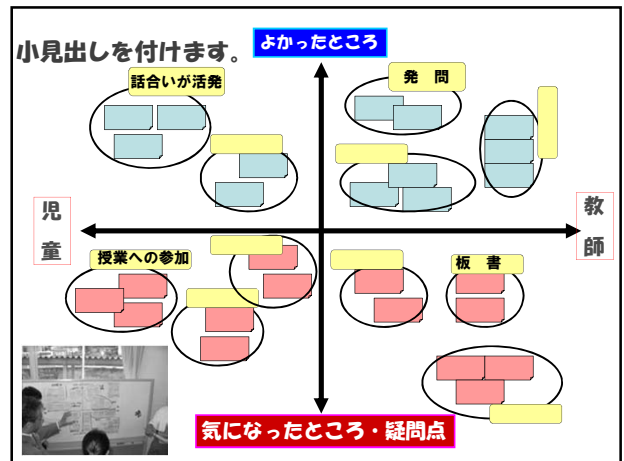 小見出しを付けます。
よかったところ
話合いが活発
発 問
児
童
教
師
授業への参加
板 書
気になったところ・疑問点